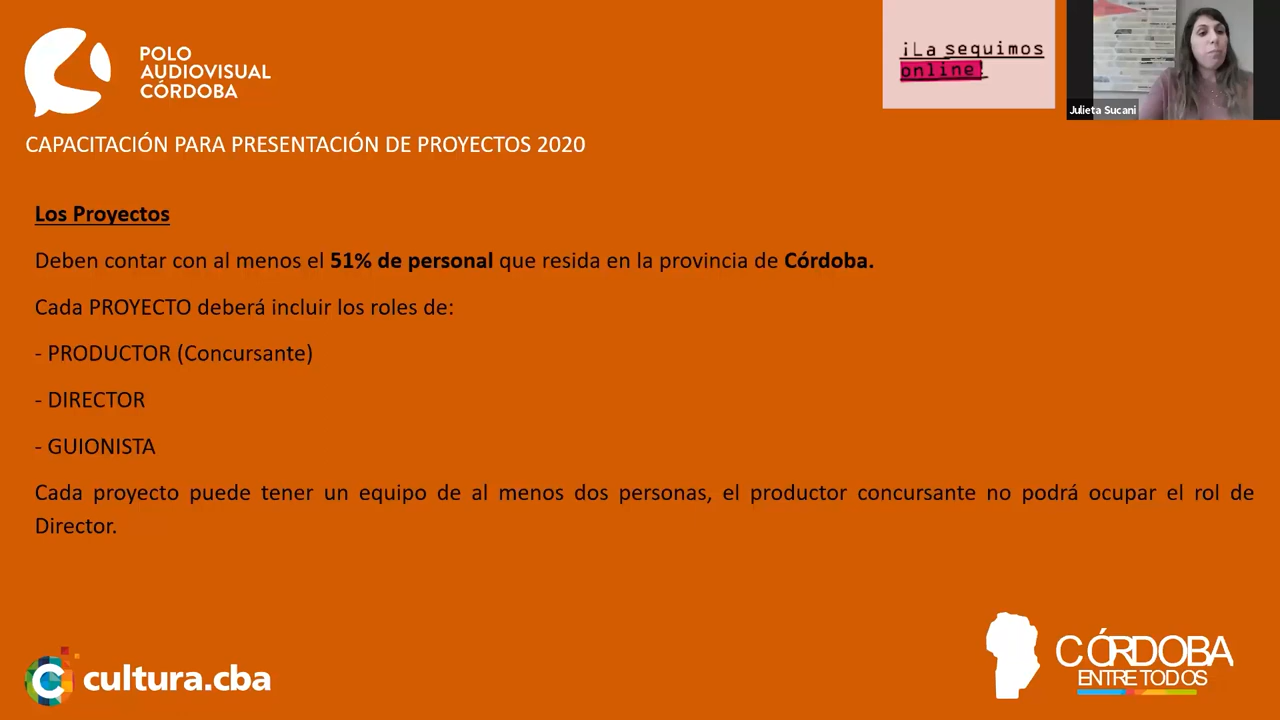 POLO
AUDIOVISUAL
CÓRDOBA
¡La seguimos
online!
Julieta Sucani
CAPACITACIÓN PARA PRESENTACIÓN DE PROYECTOS 2020
Los Proyectos
Deben contar con al menos el 51% de personal que resida en la provincia de Córdoba.
Cada PROYECTO deberá incluir los roles de:
- PRODUCTOR (Concursante)
- DIRECTOR
- GUIONISTA
Cada proyecto puede tener un equipo de al menos dos personas, el productor concursante no podrá ocupar el rol de
Director.
C cultura.cba
CÓRDOBA
ENTRE TODOS